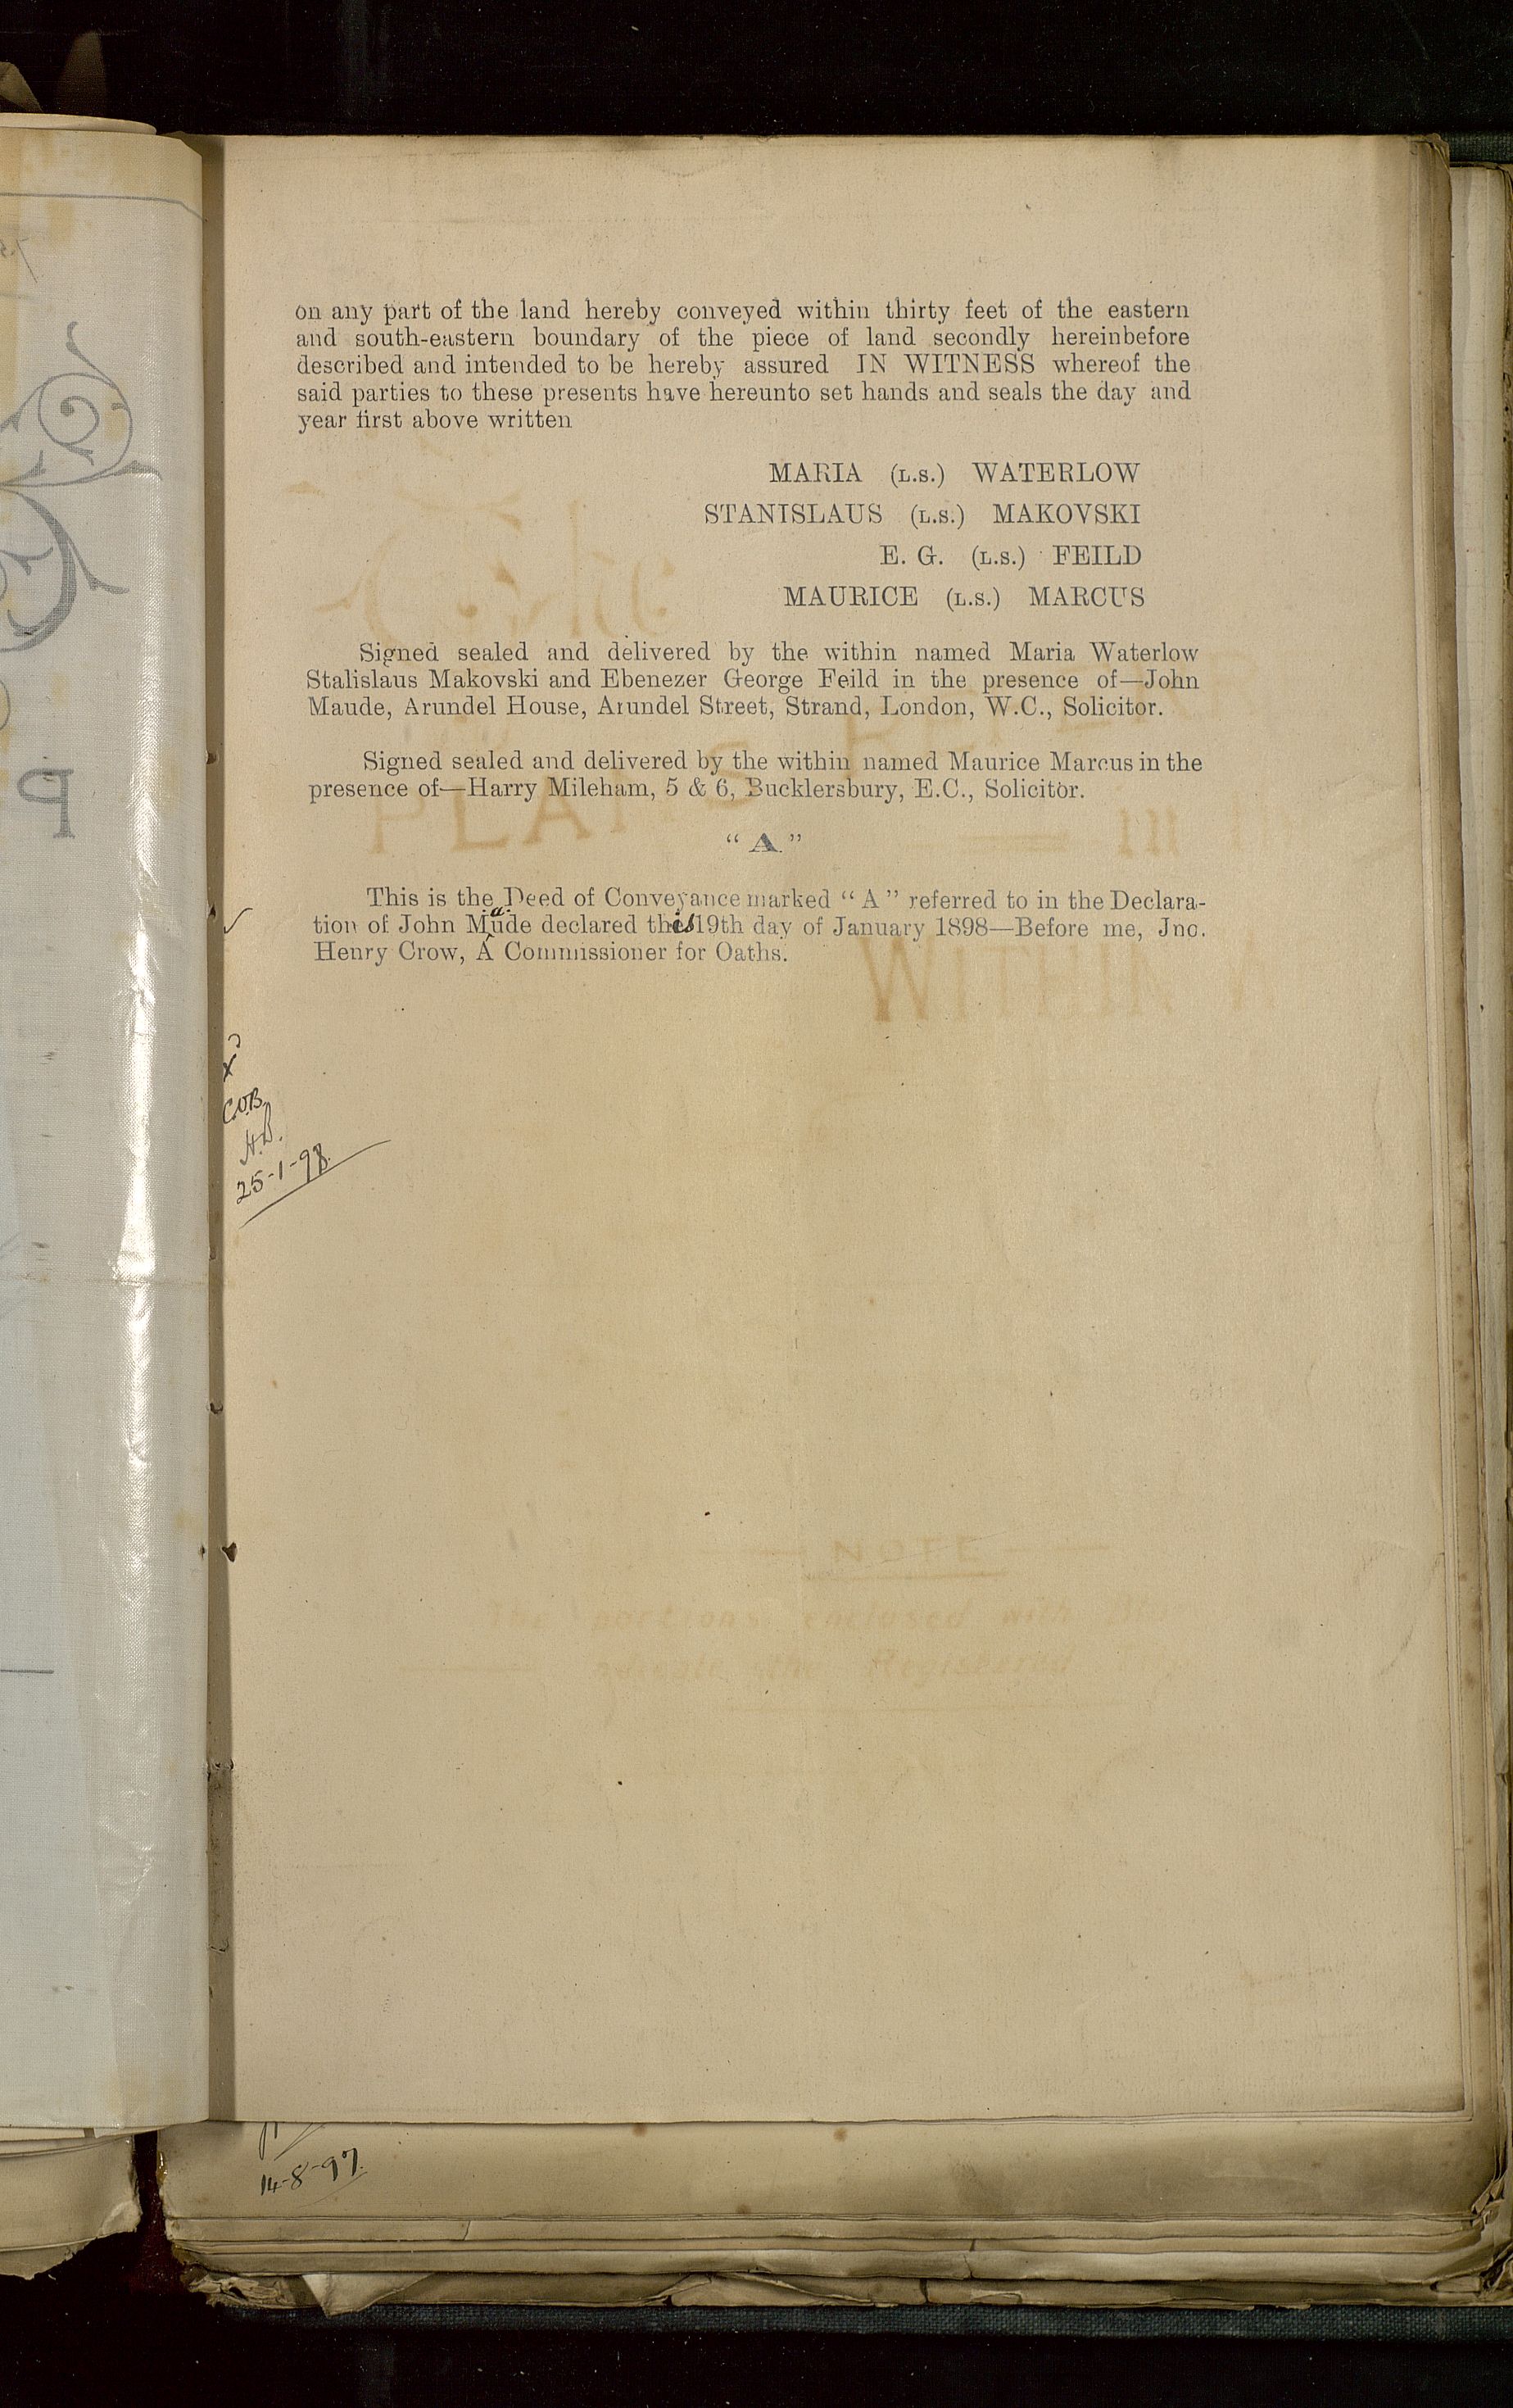 on any part of the land hereby conveyed within thirty feet of the eastern
and south-eastern boundary of the piece of land secondly hereinbefore
described and intended to be hereby assured IN WITNESS whereof the
said parties to these presents have hereunto set hands and seals the day and
year first above written
MARIA (L.S.) WATERLOW
STANISLAUS (L.S.) MAKOVSKI
E. G. (L.S.) FEILD
MAURICE (L.S.) MARCUS
Signed sealed and delivered by the within named Maria Waterlow
Stalislaus Makovski and Ebenezer George Feild in the presence of—John
Maude, Arundel House, Arundel Street, Strand, London, W.C., Solicitor.
Signed sealed and delivered by the within named Maurice Marcus in the
presence of—Harry Mileham, 5 & 6, Bucklersbury, E.C., Solicitor.
"A."
This is the Deed of Conveyance marked "A" referred to in the Declara-
tion of John Maude declared this 19th day of January 1898—Before me, Jno.
Henry Crow, A Commissioner for Oaths.
C.O.B.
25-1-98.
NOTE
The portions enclosed with
the Registered
14-8-97.